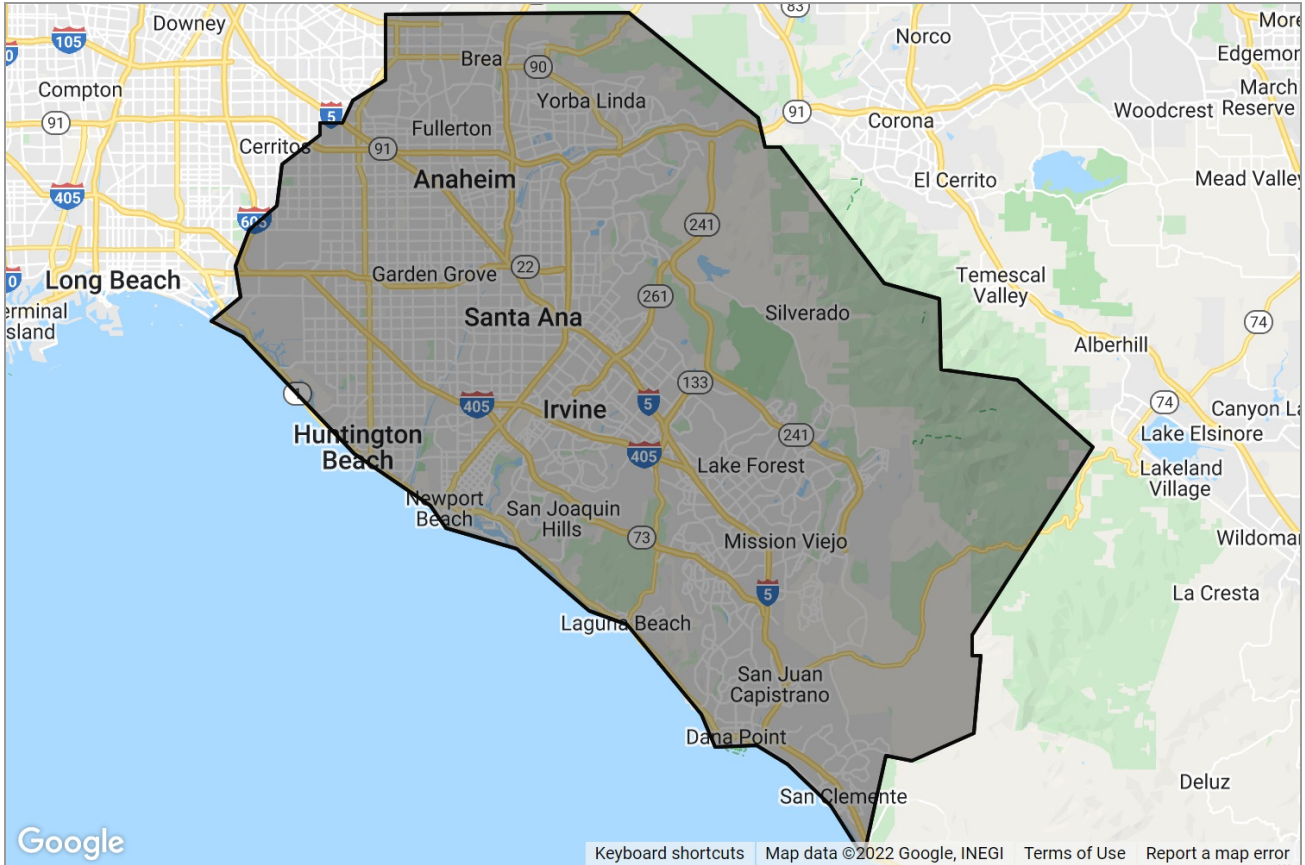 83
Downey
Norco
More
105
Edgemor
Brea
90
Compton
Yorba Linda
March
Woodcrest
Reserve
5
91
91
Corona
91
Fullerton
Cerritos
91
El Cerrito
Mead Valley
Anaheim
405
605
241
22
Garden Grove
Temescal
Valley
Long Beach
0
261
erminal
Island
Santa Ana
Silverado
74
Alberhill
133
5
405
Irvine
1
74
Canyon La
Huntington
Beach
241
Lake Elsinore
405
Lake Forest
Lakeland
Village
Newport
Beach
San Joaquin
Hills
73
Mission Viejo
Wildomar
5
La Cresta
Laguna Beach
San Juan
Capistrano
Dana Point
Deluz
San Clemente
Google
Keyboard shortcuts
Map data ©2022 Google, INEGI
Terms of Use
Report a map error